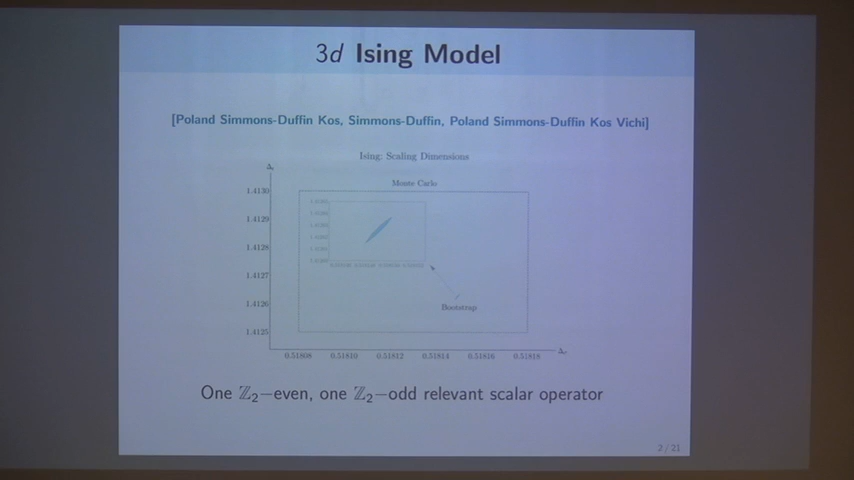 3d Ising Model
[Poland Simmons-Duffin Kos, Simmons-Duffin, Poland Simmons-Duffin Kos Vichi]
Ising: Scaling Dimensions
Monte Carlo
1.4130
1.4129
1.4128
1.4127
1.4126
1.4125
Bootstrap
0.51808 0.51810 0.51812 0.51814 0.51816 0.51818
One ℤ₂−even, one ℤ₂−odd relevant scalar operator
2 / 21